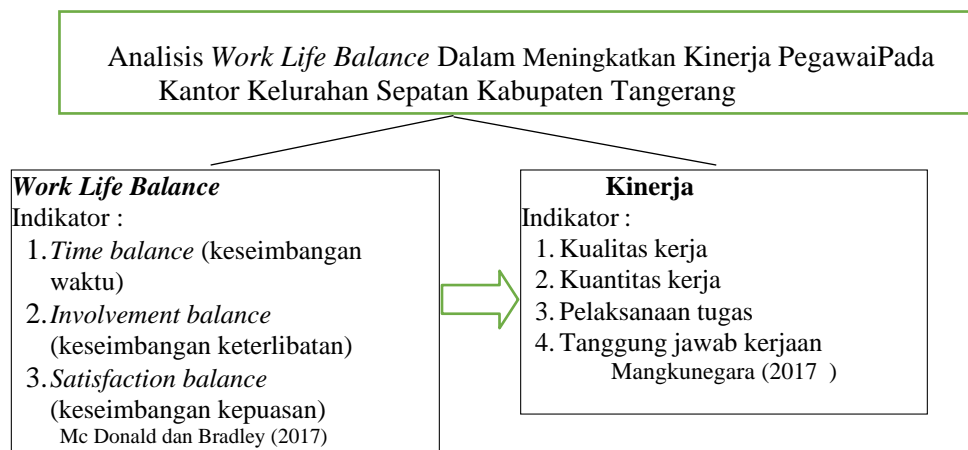 Analisis Work Life Balance Dalam Meningkatkan Kinerja PegawaiPada
Kantor Kelurahan Sepatan Kabupaten Tangerang
Work Life Balance
Indikator :
1. Time balance (keseimbangan
waktu)
2. Involvement balance
(keseimbangan keterlibatan)
3. Satisfaction balance
(keseimbangan kepuasan)
Mc Donald dan Bradley (2017)
Kinerja
Indikator :
1. Kualitas kerja
2. Kuantitas kerja
3. Pelaksanaan tugas
4. Tanggung jawab kerjaan
Mangkunegara (2017 )